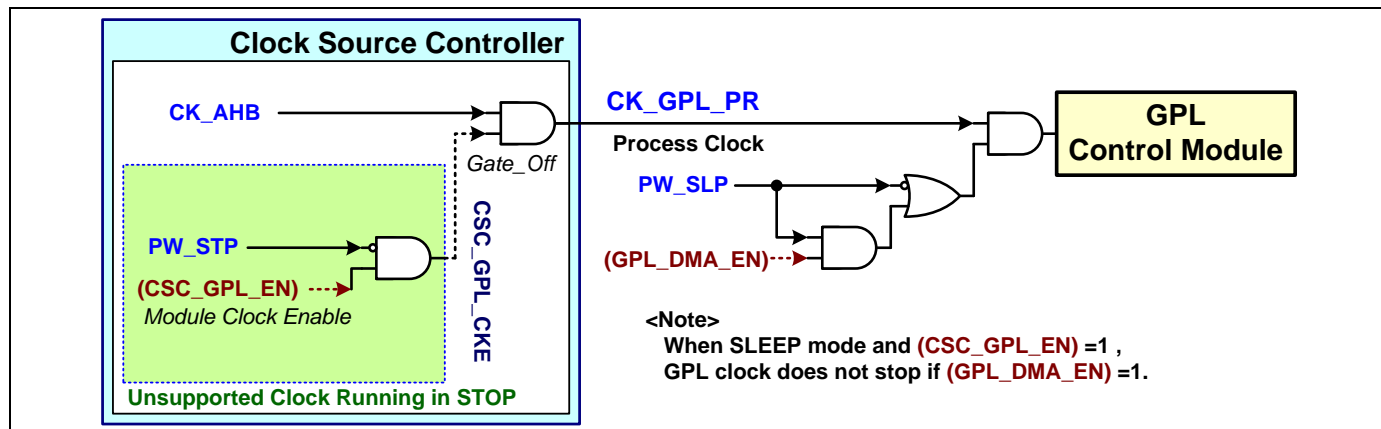 Clock Source Controller
CK_AHB
Gate_Off
CK_GPL_PR
Process Clock
GPL
Control Module
PW_SLP
(GPL_DMA_EN)
PW_STP
(CSC_GPL_EN)
Module Clock Enable
CSC_GPL_CKE
Unsupported Clock Running in STOP
<Note>
When SLEEP mode and (CSC_GPL_EN) =1 ,
GPL clock does not stop if (GPL_DMA_EN) =1.